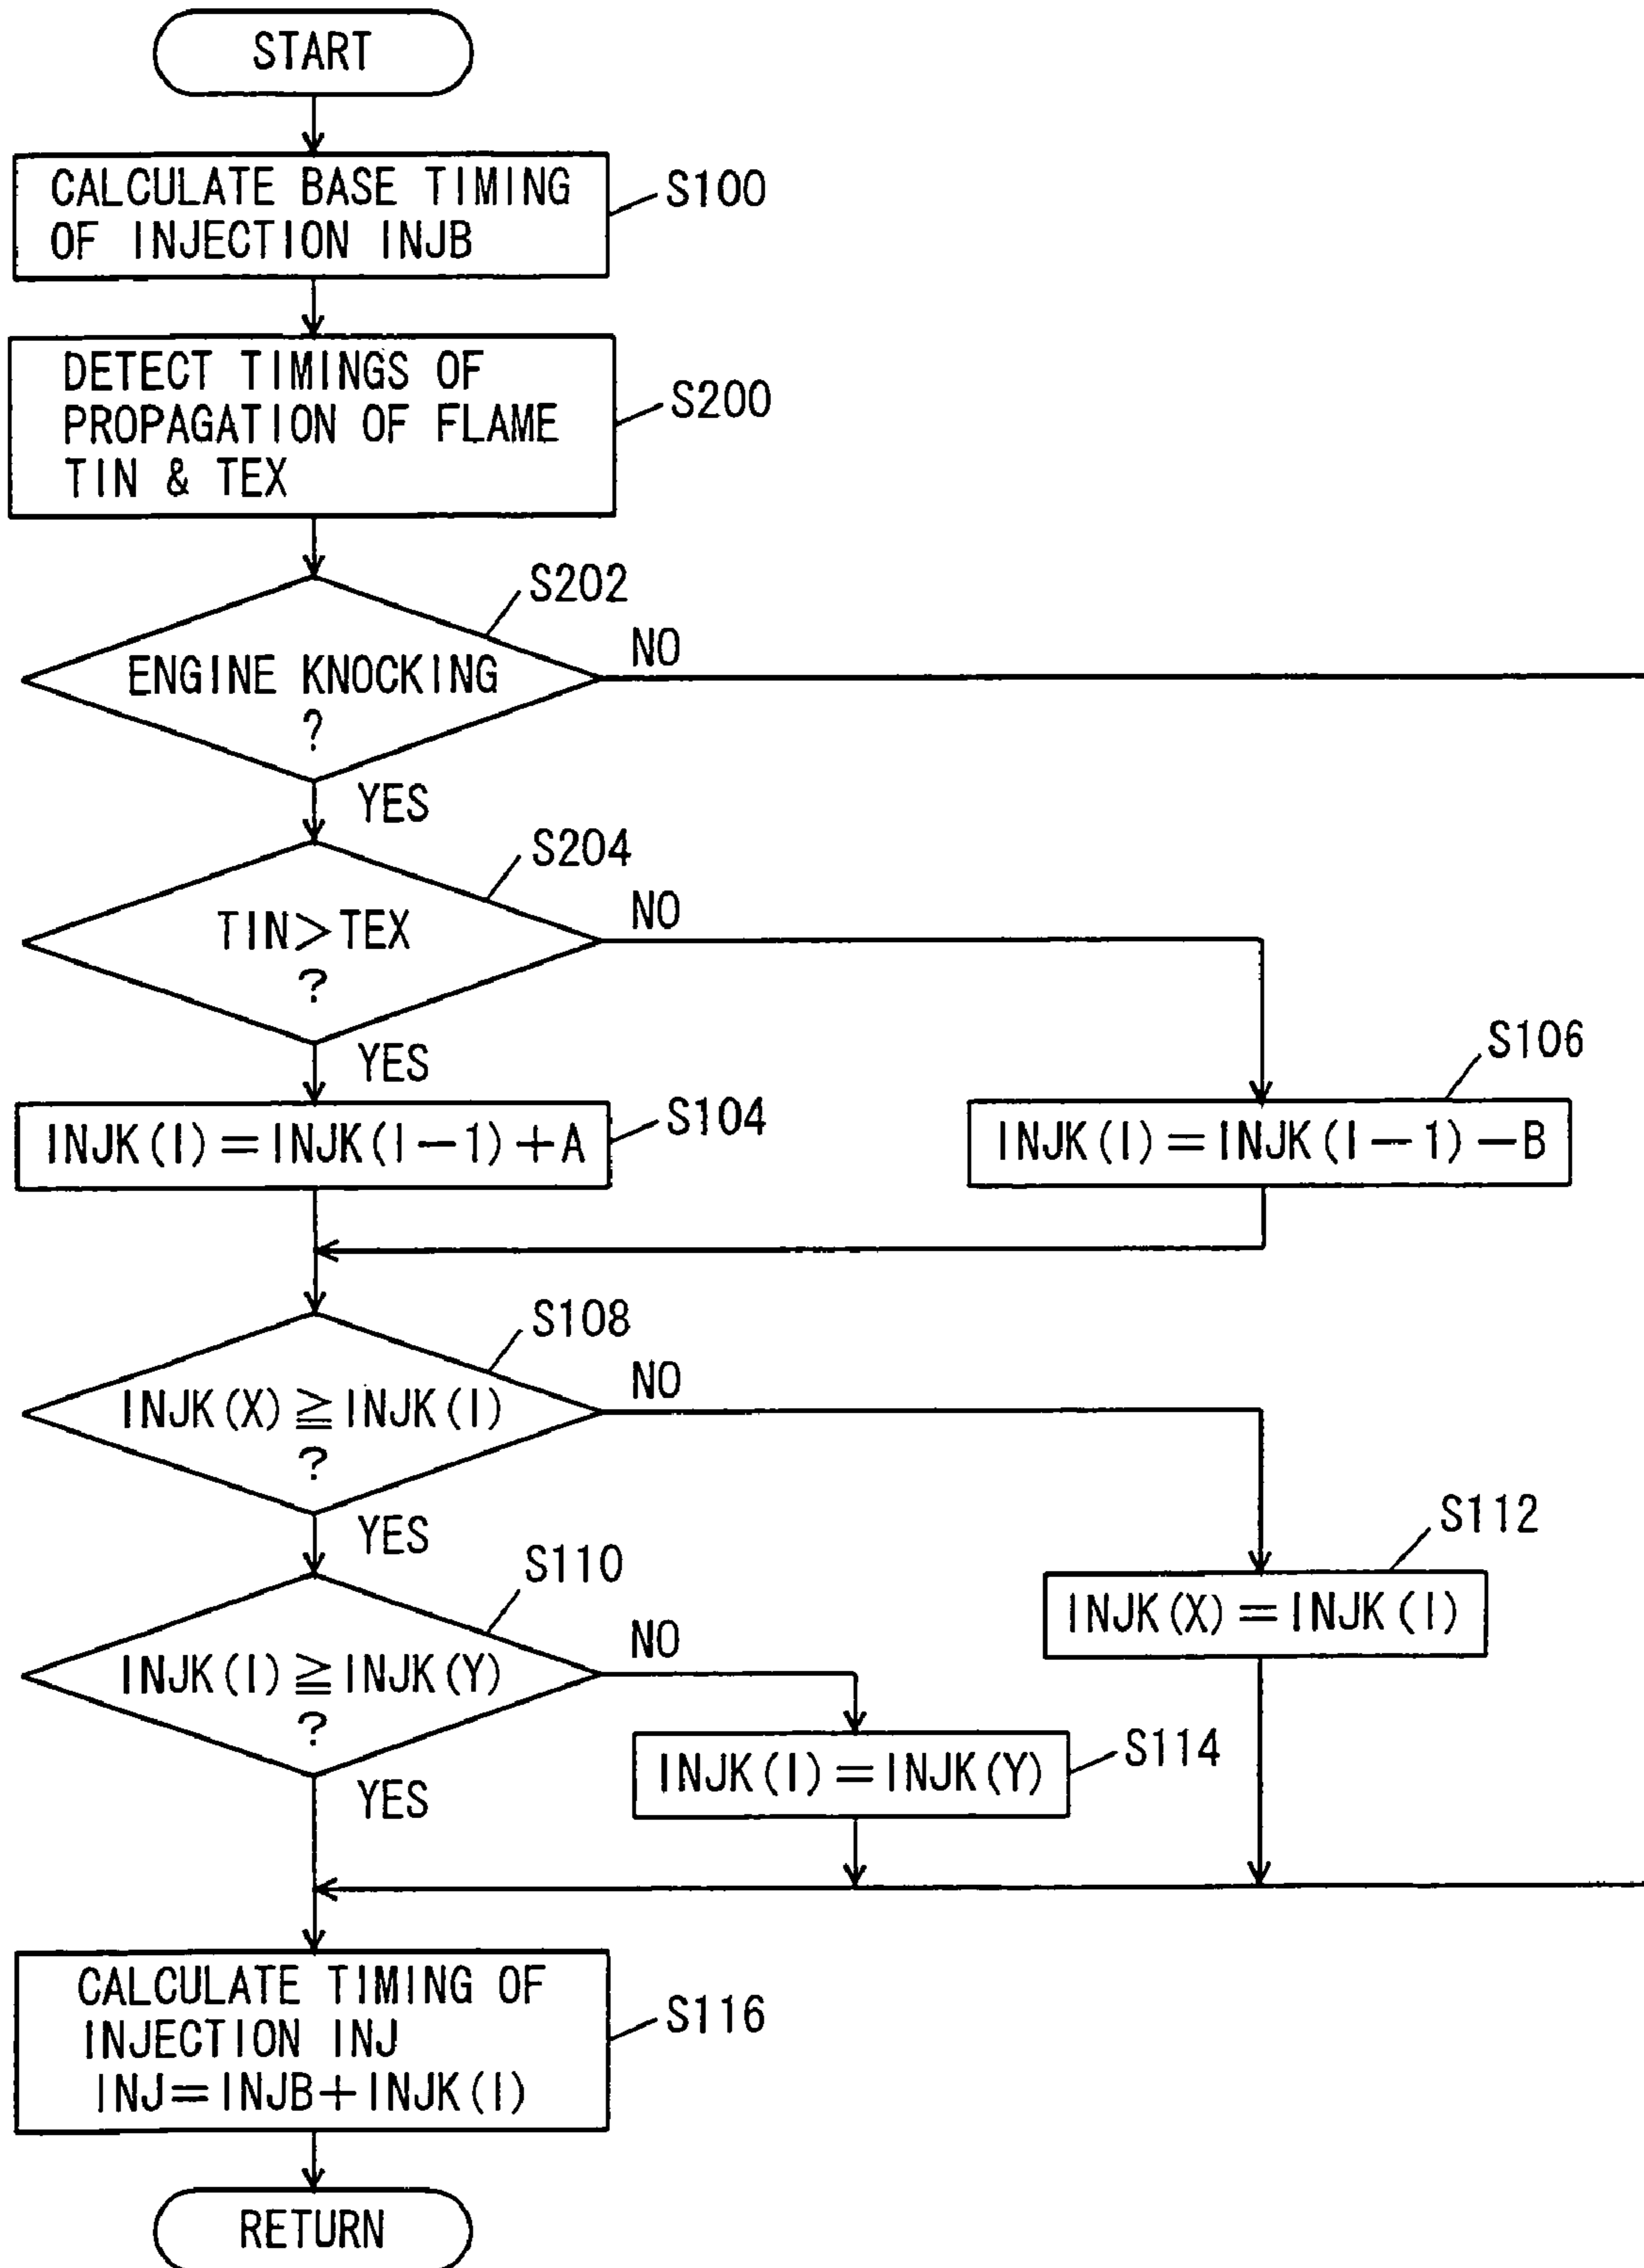 START
CALCULATE BASE TIMING
OF INJECTION INJB
S100
DETECT TIMINGS OF
PROPAGATION OF FLAME
TIN & TEX
S200
S202
ENGINE KNOCKING
?
NO
YES
S204
TIN>TEX
?
NO
YES
S104
INJK(I)=INJK(I-1)+A
S106
INJK(I)=INJK(I-1)-B
S108
INJK(X)≧INJK(I)
?
NO
YES
S112
INJK(X)=INJK(I)
S110
INJK(I)≧INJK(Y)
?
NO
YES
S114
INJK(I)=INJK(Y)
CALCULATE TIMING OF
INJECTION INJ
INJ=INJB+INJK(I)
S116
RETURN